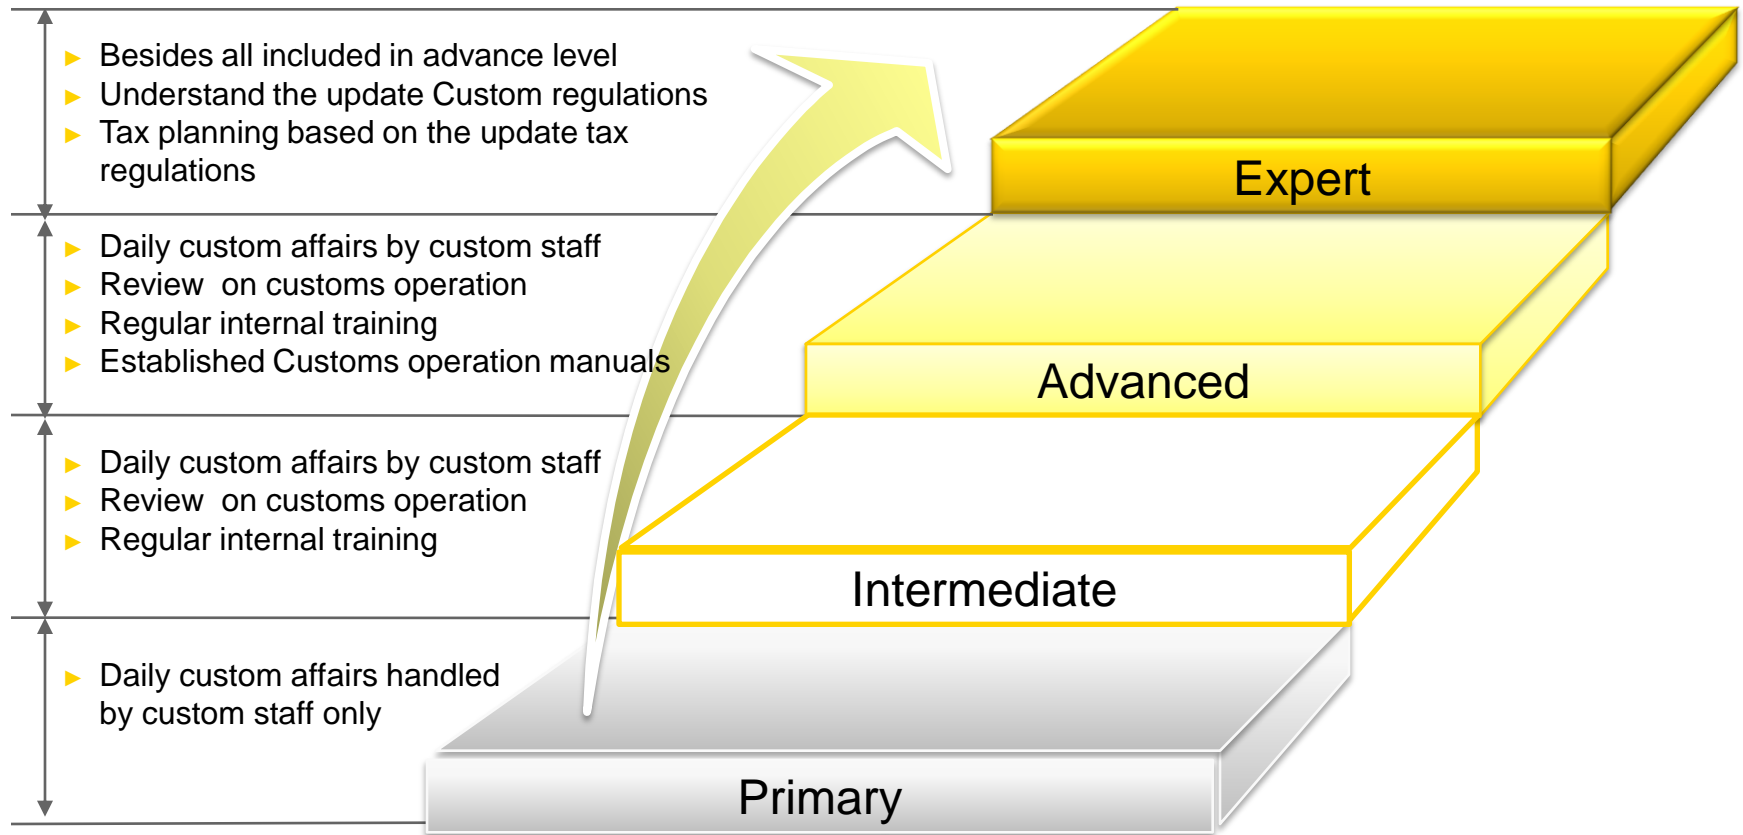 Besides all included in advance level
Understand the update Custom regulations
Tax planning based on the update tax
regulations
Expert
Daily custom affairs by custom staff
Review  on customs operation
Regular internal training
Established Customs operation manuals
Advanced
Daily custom affairs by custom staff
Review  on customs operation
Regular internal training
Intermediate
Daily custom affairs handled
by custom staff only
Primary